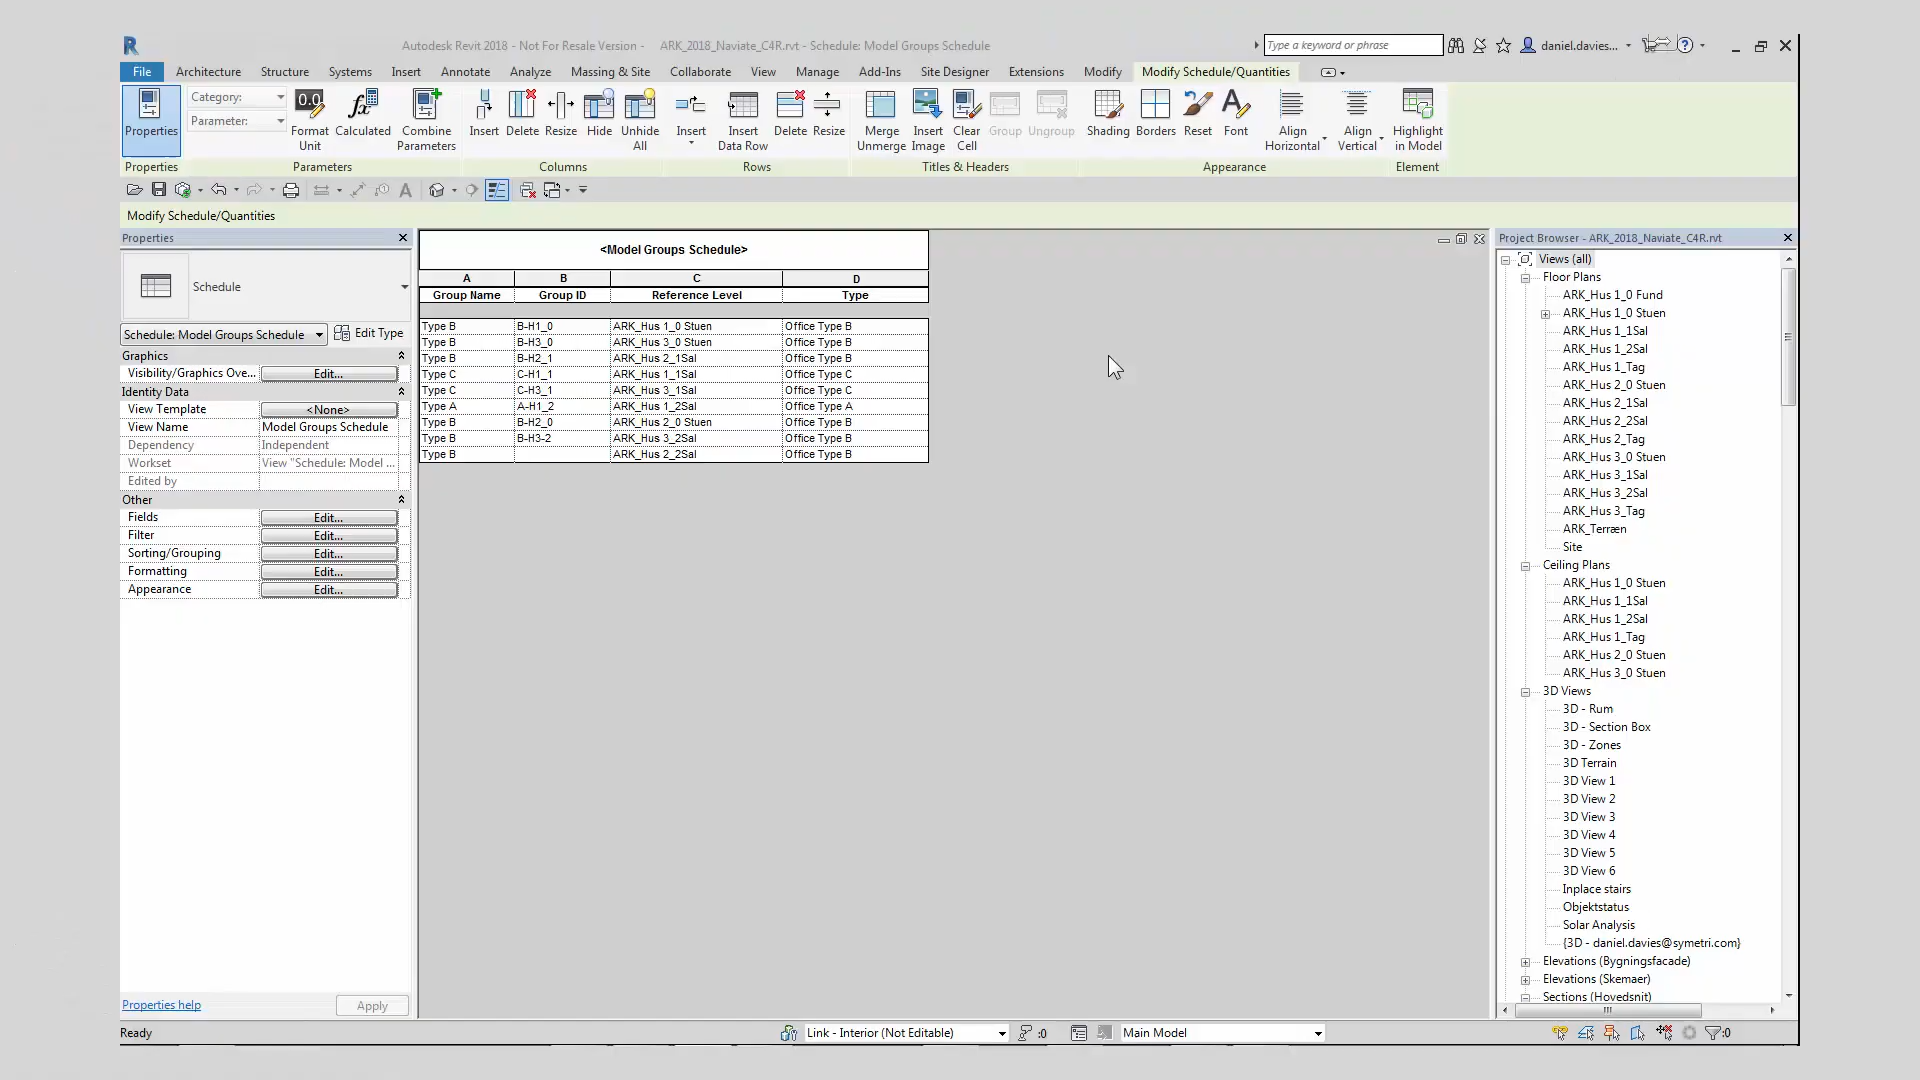 R
Autodesk Revit 2018 - Not For Resale Version -    ARK_2018_Naviate_C4R.rvt - Schedule: Model Groups Schedule
Type a keyword or phrase
daniel.davies...
File Architecture Structure Systems Insert Annotate Analyze Massing & Site Collaborate View Manage Add-Ins Site Designer Extensions Modify Modify Schedule/Quantities
Properties
Category:
Parameter:
0.0
Format Unit
fx
Calculated
Combine Parameters
Insert Delete Resize Hide Unhide All
Insert Insert Data Row Delete Resize
Merge Unmerge Insert Image Clear Cell Group Ungroup
Shading Borders Reset Font Align Horizontal Align Vertical
Highlight in Model
Properties Parameters Columns Rows Titles & Headers Appearance Element
Modify Schedule/Quantities
Properties
Schedule
Schedule: Model Groups Schedule Edit Type
Graphics
Visibility/Graphics Ove... Edit...
Identity Data
View Template <None>
View Name Model Groups Schedule
Dependency Independent
Workset View "Schedule: Model ...
Edited by
Other
Fields Edit...
Filter Edit...
Sorting/Grouping Edit...
Formatting Edit...
Appearance Edit...
Properties help Apply
<Model Groups Schedule>
A B C D
Group Name Group ID Reference Level Type
Type B B-H1_0 ARK_Hus 1_0 Stuen Office Type B
Type B B-H3_0 ARK_Hus 3_0 Stuen Office Type B
Type B B-H2_1 ARK_Hus 2_1Sal Office Type B
Type C C-H1_1 ARK_Hus 1_1Sal Office Type C
Type C C-H3_1 ARK_Hus 3_1Sal Office Type C
Type A A-H1_2 ARK_Hus 1_2Sal Office Type A
Type B B-H2_0 ARK_Hus 2_0 Stuen Office Type B
Type B B-H3-2 ARK_Hus 3_2Sal Office Type B
Type B ARK_Hus 2_2Sal Office Type B
Project Browser - ARK_2018_Naviate_C4R.rvt
Views (all)
Floor Plans
ARK_Hus 1_0 Fund
ARK_Hus 1_0 Stuen
ARK_Hus 1_1Sal
ARK_Hus 1_2Sal
ARK_Hus 1_Tag
ARK_Hus 2_0 Stuen
ARK_Hus 2_1Sal
ARK_Hus 2_2Sal
ARK_Hus 2_Tag
ARK_Hus 3_0 Stuen
ARK_Hus 3_1Sal
ARK_Hus 3_2Sal
ARK_Hus 3_Tag
ARK_Terræn
Site
Ceiling Plans
ARK_Hus 1_0 Stuen
ARK_Hus 1_1Sal
ARK_Hus 1_2Sal
ARK_Hus 1_Tag
ARK_Hus 2_0 Stuen
ARK_Hus 3_0 Stuen
3D Views
3D - Rum
3D - Section Box
3D - Zones
3D Terrain
3D View 1
3D View 2
3D View 3
3D View 4
3D View 5
3D View 6
Inplace stairs
Objektstatus
Solar Analysis
{3D - daniel.davies@symetri.com}
Elevations (Bygningsfacade)
Elevations (Skemaer)
Sections (Hovedsnit)
Ready
Link - Interior (Not Editable) :0 Main Model :0